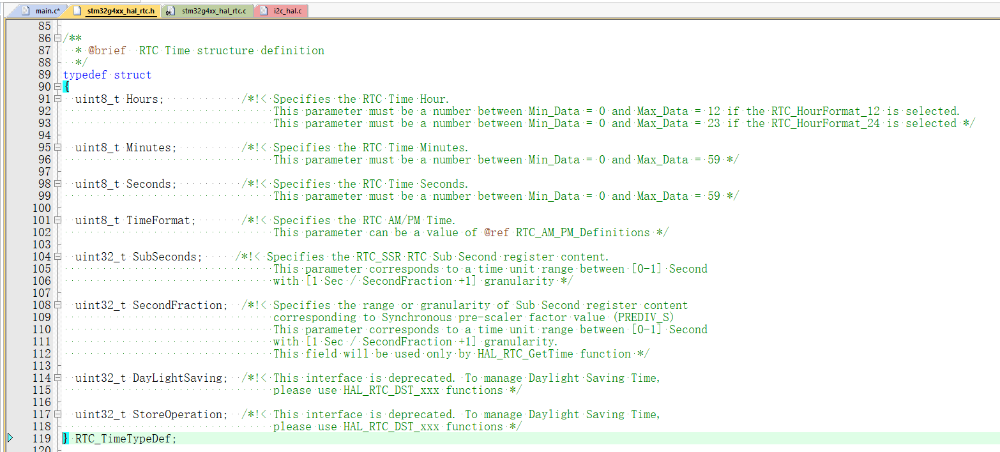 main.c* stm32g4xx_hal_rtc.h stm32g4xx_hal_rtc.c i2c_hal.c
85
86 /**
87 * @brief RTC Time structure definition
88 */
89 typedef struct
90 {
91 uint8_t Hours; /*!< Specifies the RTC Time Hour.
92 This parameter must be a number between Min_Data = 0 and Max_Data = 12 if the RTC_HourFormat_12 is selected.
93 This parameter must be a number between Min_Data = 0 and Max_Data = 23 if the RTC_HourFormat_24 is selected */
94
95 uint8_t Minutes; /*!< Specifies the RTC Time Minutes.
96 This parameter must be a number between Min_Data = 0 and Max_Data = 59 */
97
98 uint8_t Seconds; /*!< Specifies the RTC Time Seconds.
99 This parameter must be a number between Min_Data = 0 and Max_Data = 59 */
100
101 uint8_t TimeFormat; /*!< Specifies the RTC AM/PM Time.
102 This parameter can be a value of @ref RTC_AM_PM_Definitions */
103
104 uint32_t SubSeconds; /*!< Specifies the RTC_SSR RTC Sub Second register content.
105 This parameter corresponds to a time unit range between [0-1] Second
106 with [1 Sec / SecondFraction +1] granularity */
107
108 uint32_t SecondFraction; /*!< Specifies the range or granularity of Sub Second register content
109 corresponding to Synchronous pre-scaler factor value (PREDIV_S)
110 This parameter corresponds to a time unit range between [0-1] Second
111 with [1 Sec / SecondFraction +1] granularity.
112 This field will be used only by HAL_RTC_GetTime function */
113
114 uint32_t DayLightSaving; /*!< This interface is deprecated. To manage Daylight Saving Time,
115 please use HAL_RTC_DST_xxx functions */
116
117 uint32_t StoreOperation; /*!< This interface is deprecated. To manage Daylight Saving Time,
118 please use HAL_RTC_DST_xxx functions */
119 } RTC_TimeTypeDef;
120